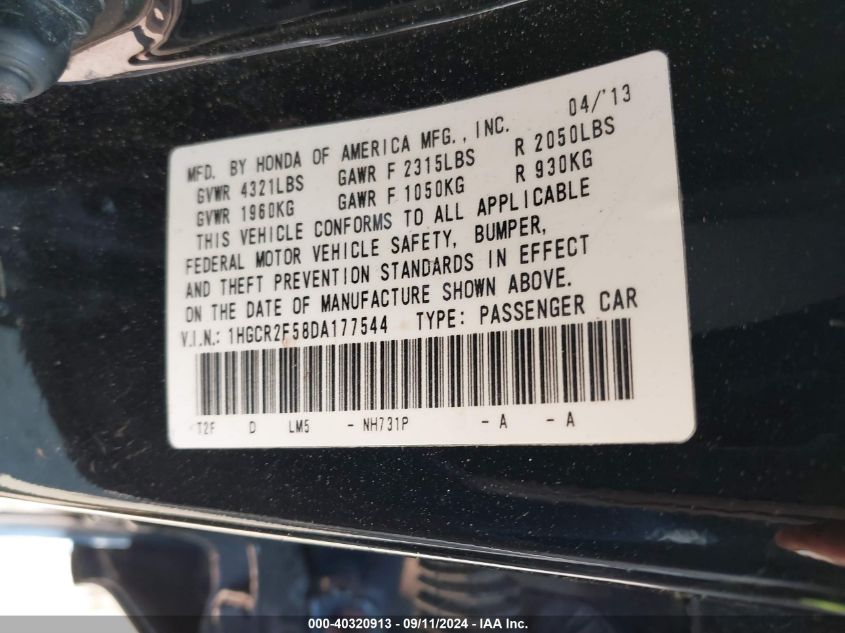 04/'13
MFD. BY HONDA OF AMERICA MFG., INC.
GVWR 4321LBS GAWR F 2315LBS R 2050LBS
GVWR 1960KG GAWR F 1050KG R 930KG
THIS VEHICLE CONFORMS TO ALL APPLICABLE
FEDERAL MOTOR VEHICLE SAFETY, BUMPER,
AND THEFT PREVENTION STANDARDS IN EFFECT
ON THE DATE OF MANUFACTURE SHOWN ABOVE.
V.I.N.: 1HGCR2F58DA177544 TYPE: PASSENGER CAR
T2F D LM5 - NH731P - A - A
000-40320913 - 09/11/2024 - IAA Inc.